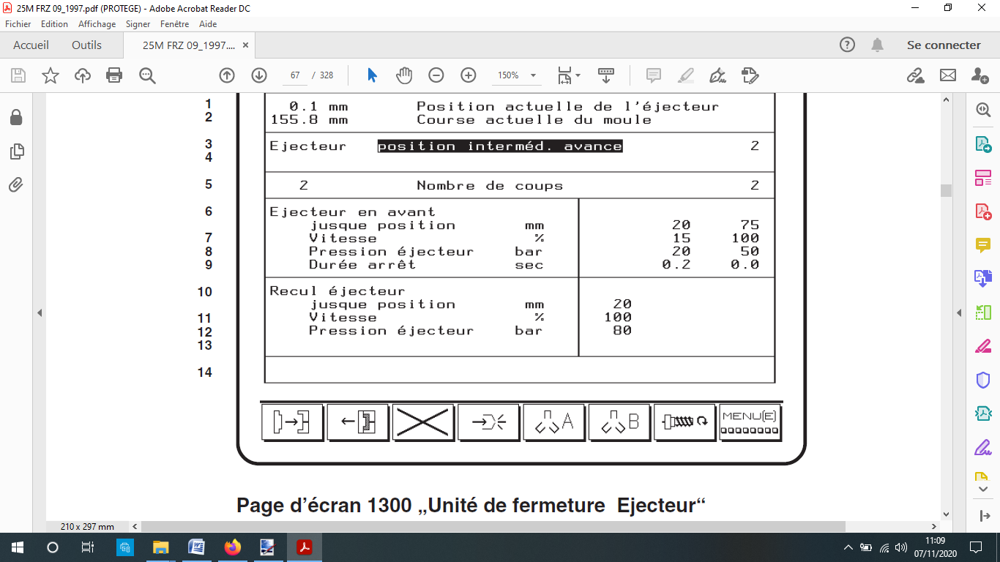 25M FRZ 09_1997.pdf (PROTEGE) - Adobe Acrobat Reader DC
Fichier Edition Affichage Signer Fenêtre Aide
Accueil Outils 25M FRZ 09_1997.... × Se connecter
67 / 328 150%
1 0.1 mm Position actuelle de l'éjecteur
2 155.8 mm Course actuelle du moule
3 Ejecteur position interméd. avance 2
4
5 2 Nombre de coups 2
6 Ejecteur en avant
jusque position mm 20 75
7 Vitesse % 15 100
8 Pression éjecteur bar 20 50
9 Durée arrêt sec 0.2 0.0
10 Recul éjecteur
jusque position mm 20
11 Vitesse % 100
12 Pression éjecteur bar 80
13
14
A B MENU(E)
Page d'écran 1300 „Unité de fermeture Ejecteur“
210 x 297 mm
11:09
07/11/2020